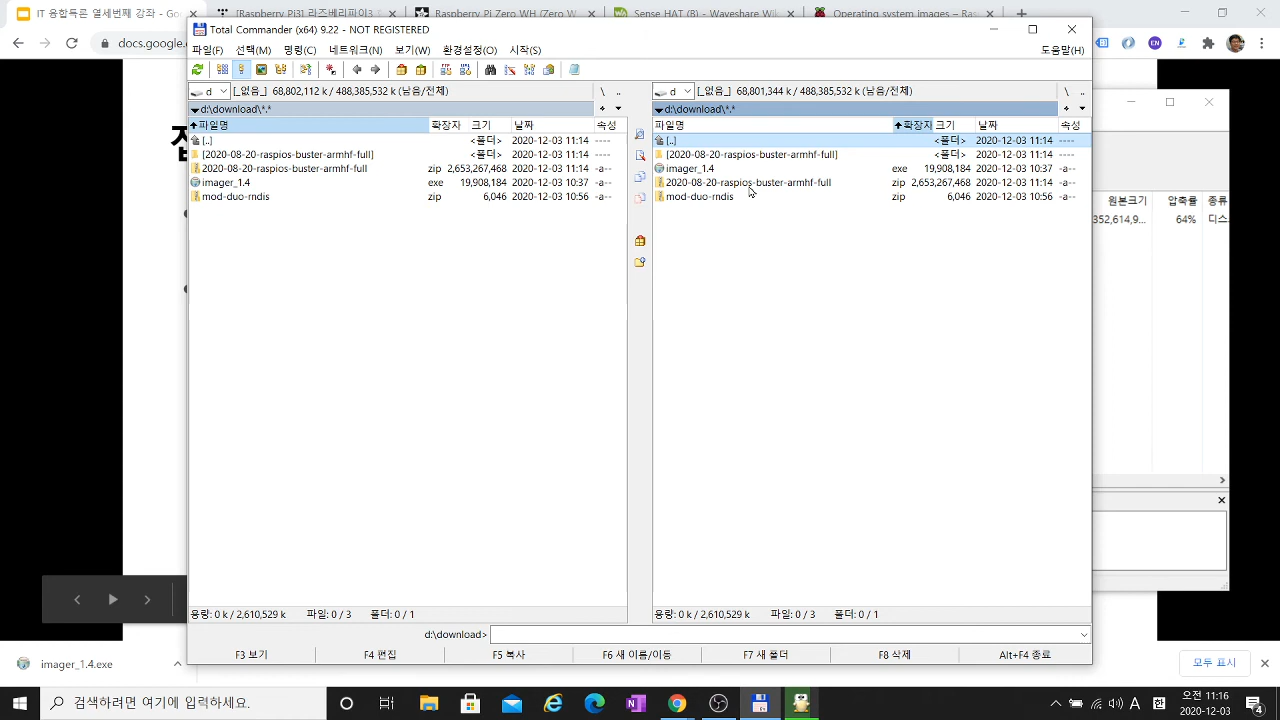 IT 융합특론 열세번째 강좌 - Go
[Raspberry Pi3] 라즈베리파이3
Raspberry Pi Zero WH (Zero W
Sense HAT (B) - Waveshare Wik
Operating system images – Ras
docs.google.
Total Commander (x64) 9.22 - NOT REGISTERED
파일(F) 선택(M) 명령(C) 네트워크(N) 보기(W) 환경설정(O) 시작(S) 도움말(H)
d [_없음_] 68,802,112 k / 488,385,532 k (남음/전체) \ ..
d:\download\*.*
파일명 확장자 크기 날짜 속성
[..] <폴더> 2020-12-03 11:14 ----
[2020-08-20-raspios-buster-armhf-full] <폴더> 2020-12-03 11:14 ----
2020-08-20-raspios-buster-armhf-full zip 2,653,267,468 2020-12-03 11:14 -a--
imager_1.4 exe 19,908,184 2020-12-03 10:37 -a--
mod-duo-rndis zip 6,046 2020-12-03 10:56 -a--
용량: 0 k / 2,610,529 k 파일: 0 / 3 폴더: 0 / 1
d [_없음_] 68,801,344 k / 488,385,532 k (남음/전체) \ ..
d:\download\*.*
파일명 확장자 크기 날짜 속성
[..] <폴더> 2020-12-03 11:14 ----
[2020-08-20-raspios-buster-armhf-full] <폴더> 2020-12-03 11:14 ----
imager_1.4 exe 19,908,184 2020-12-03 10:37 -a--
2020-08-20-raspios-buster-armhf-full zip 2,653,267,468 2020-12-03 11:14 -a--
mod-duo-rndis zip 6,046 2020-12-03 10:56 -a--
용량: 0 k / 2,610,529 k 파일: 0 / 3 폴더: 0 / 1
원본크기 압축률 종류
352,614,9... 64% 디스
d:\download>
F3 보기 F4 편집 F5 복사 F6 새 이름/이동 F7 새 폴더 F8 삭제 Alt+F4 종료
imager_1.4.exe
모두 표시
검색하려면 여기에 입력하십시오.
A 한
오전 11:16
2020-12-03
4